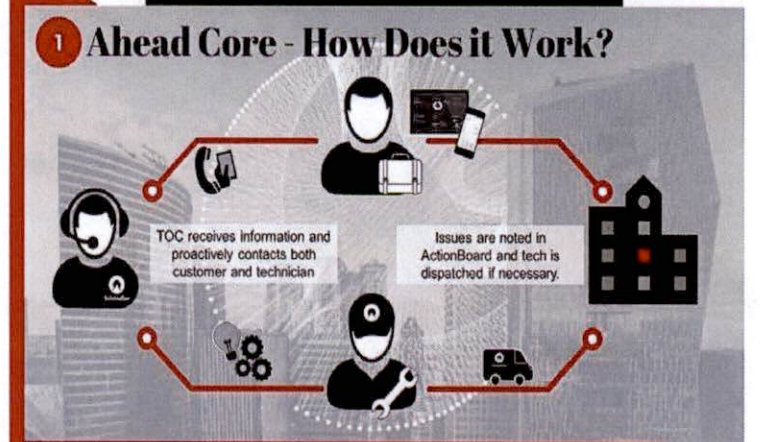 1 Ahead Core - How Does it Work?
TOC receives information and
proactively contacts both
customer and technician
Issues are noted in
ActionBoard and tech is
dispatched if necessary.
Schindler